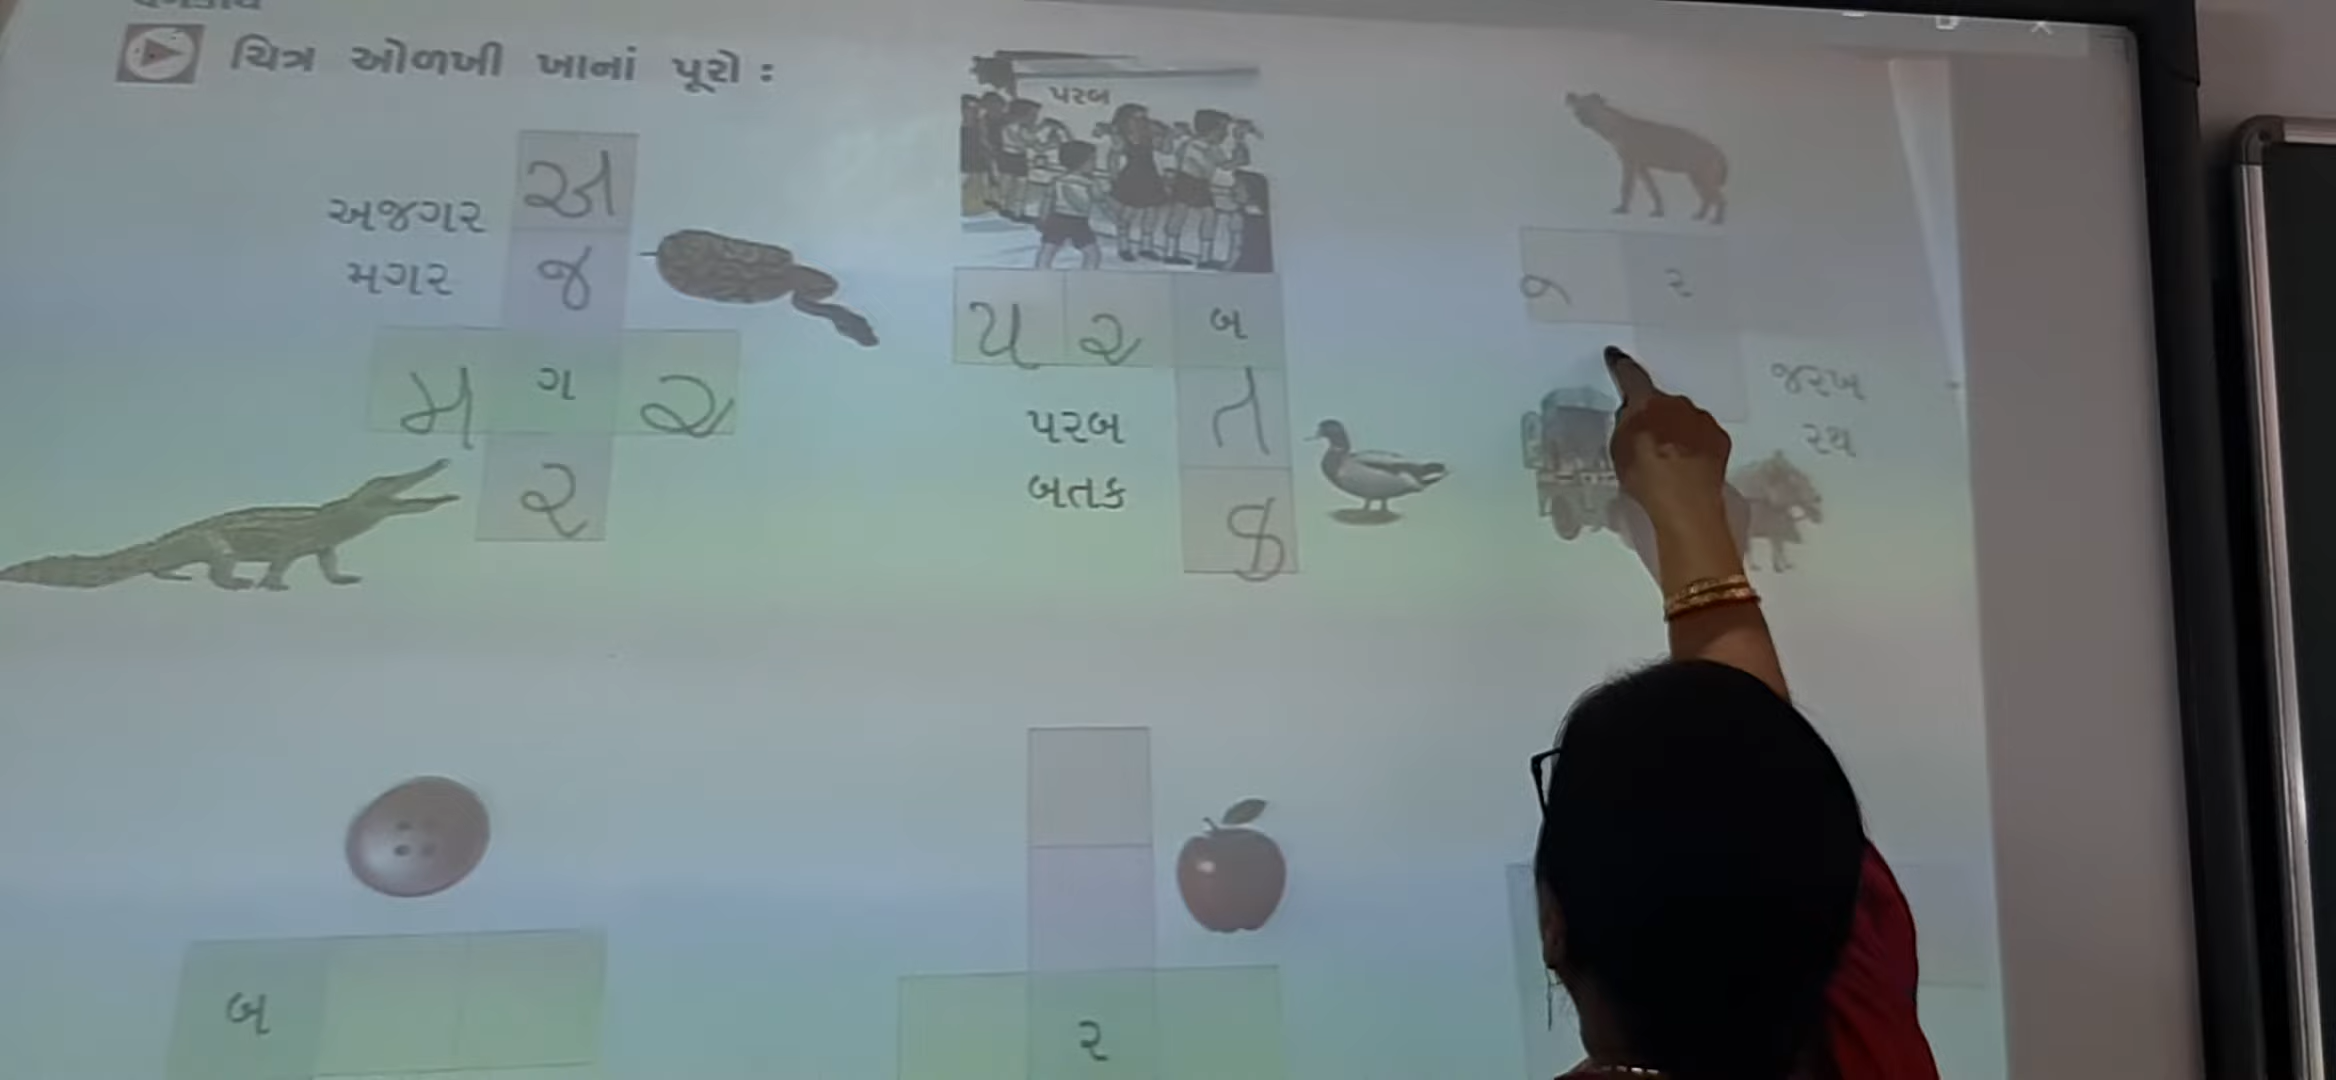 ચિત્ર ઓળખી ખાનાં પૂરો :
અ
અજગર
જ
મગર
મ ગ ર
ર
પરબ
પ ર બ
ત
પરબ
બતક
ક
જ ર
જરખ
રથ
બ
ર